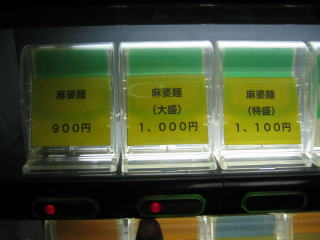 麻婆麺
900円
麻婆麺
(大盛)
1、000円
麻婆麺
(特盛)
1、100円